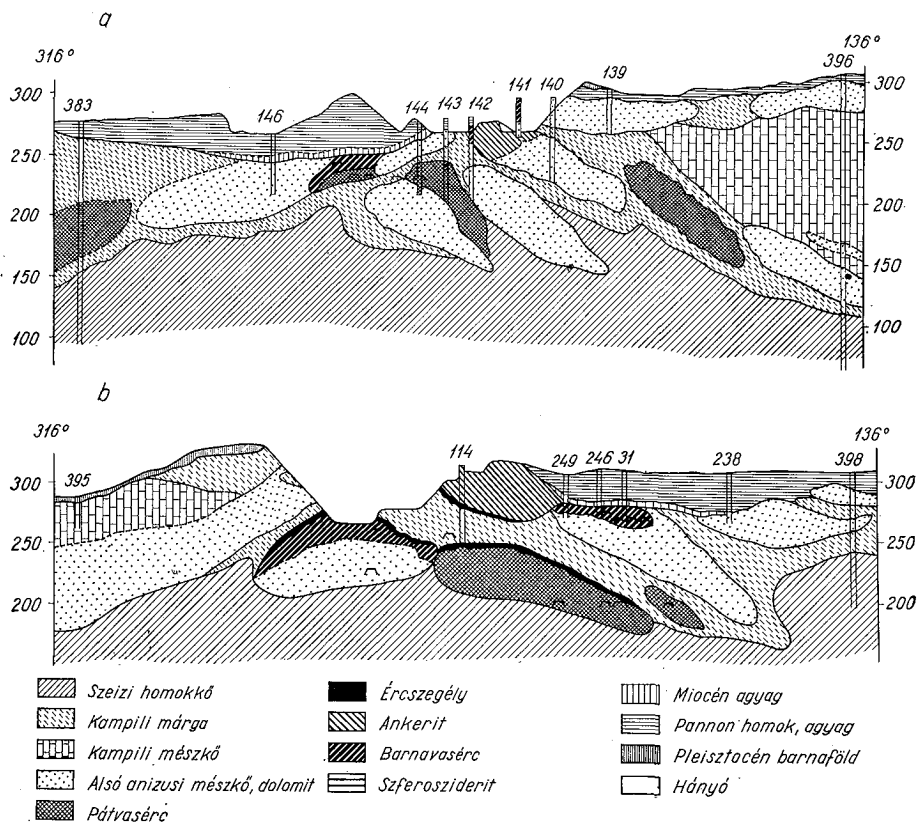 a
316° 136°
383 146 144 143 142 141 140 139 396
300 300
250 250
200 200
150 150
100 100
b
316° 136°
395 114 249 246 31 238 398
300 300
250 250
200 200
Szeizi homokkő
Kampili márga
Kampili mészkő
Alsó anizusi mészkő, dolomit
Pátvasérc
Ércszegély
Ankerit
Barnavasérc
Szferosziderit
Miocén agyag
Pannon homok, agyag
Pleisztocén barnaföld
Hányó